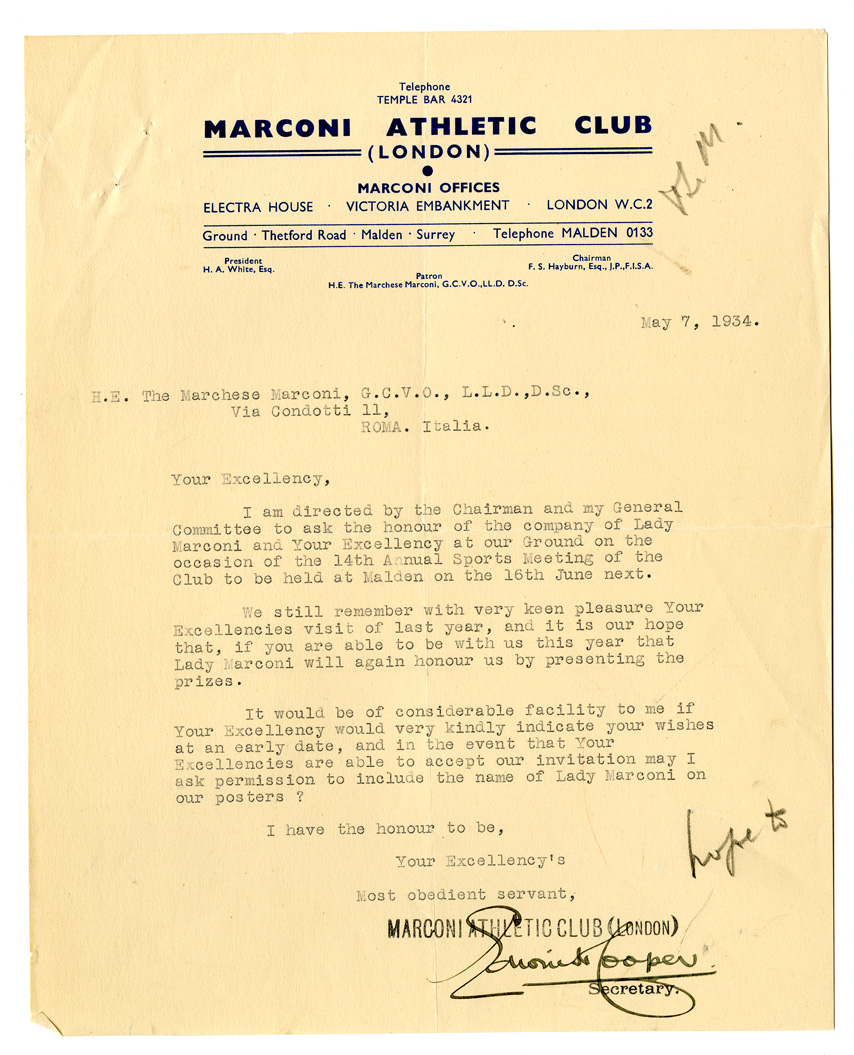 Telephone
TEMPLE BAR 4321
MARCONI ATHLETIC CLUB
(LONDON)
MARCONI OFFICES
ELECTRA HOUSE · VICTORIA EMBANKMENT · LONDON W.C.2
Ground · Thetford Road · Malden · Surrey · Telephone MALDEN 0133
President
H. A. White, Esq.
Chairman
F. S. Hayburn, Esq., J.P., F.I.S.A.
Patron
H.E. The Marchese Marconi, G.C.V.O., LL.D. D.Sc.
May 7, 1934.
H.E. The Marchese Marconi, G.C.V.O., L.L.D.,D.Sc.,
Via Condotti 11,
ROMA. Italia.
Your Excellency,
I am directed by the Chairman and my General
Committee to ask the honour of the company of Lady
Marconi and Your Excellency at our Ground on the
occasion of the 14th Annual Sports Meeting of the
Club to be held at Malden on the 16th June next.
We still remember with very keen pleasure Your
Excellencies visit of last year, and it is our hope
that, if you are able to be with us this year that
Lady Marconi will again honour us by presenting the
prizes.
It would be of considerable facility to me if
Your Excellency would very kindly indicate your wishes
at an early date, and in the event that Your
Excellencies are able to accept our invitation may I
ask permission to include the name of Lady Marconi on
our posters ?
hope to
I have the honour to be,
Your Excellency's
Most obedient servant,
MARCONI ATHLETIC CLUB (LONDON)
Cooper
Secretary.